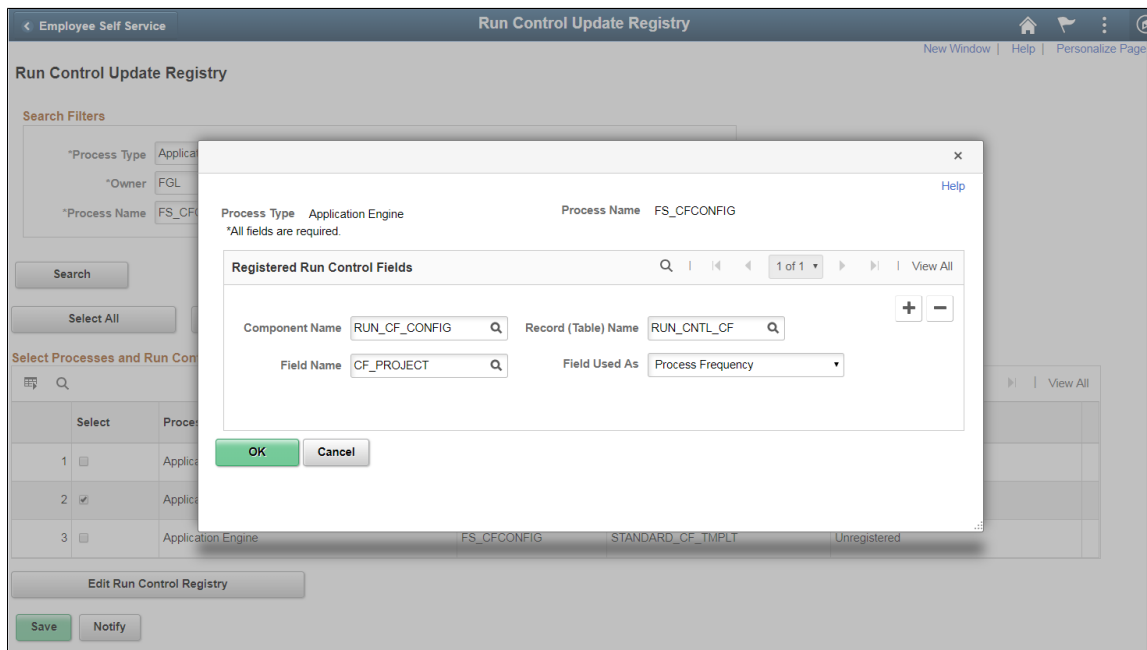 Employee Self Service
Run Control Update Registry
New Window | Help | Personalize Page
Run Control Update Registry
Search Filters
*Process Type
*Owner FGL
*Process Name
Search
Select All
×
Help
Process Type Application Engine Process Name FS_CFCONFIG
*All fields are required.
Registered Run Control Fields 1 of 1 | View All
Component Name RUN_CF_CONFIG Record (Table) Name RUN_CNTL_CF
Field Name CF_PROJECT Field Used As Process Frequency
OK Cancel
Select Processes and Run
View All
Select
1
2
3 Application Engine FS_CFCONFIG STANDARD_CF_TMPLT Unregistered
Edit Run Control Registry
Save Notify